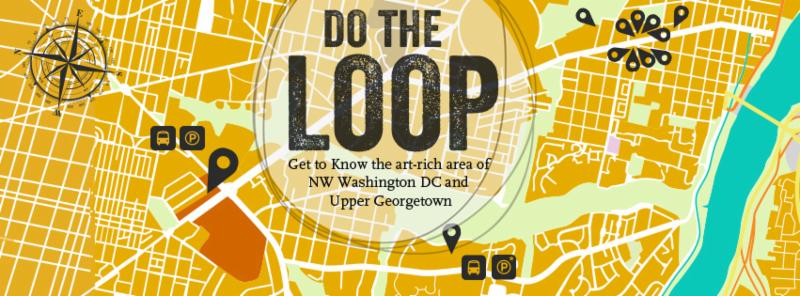 DO THE
LOOP
Get to Know the art-rich area of
NW Washington DC and
Upper Georgetown
P
P